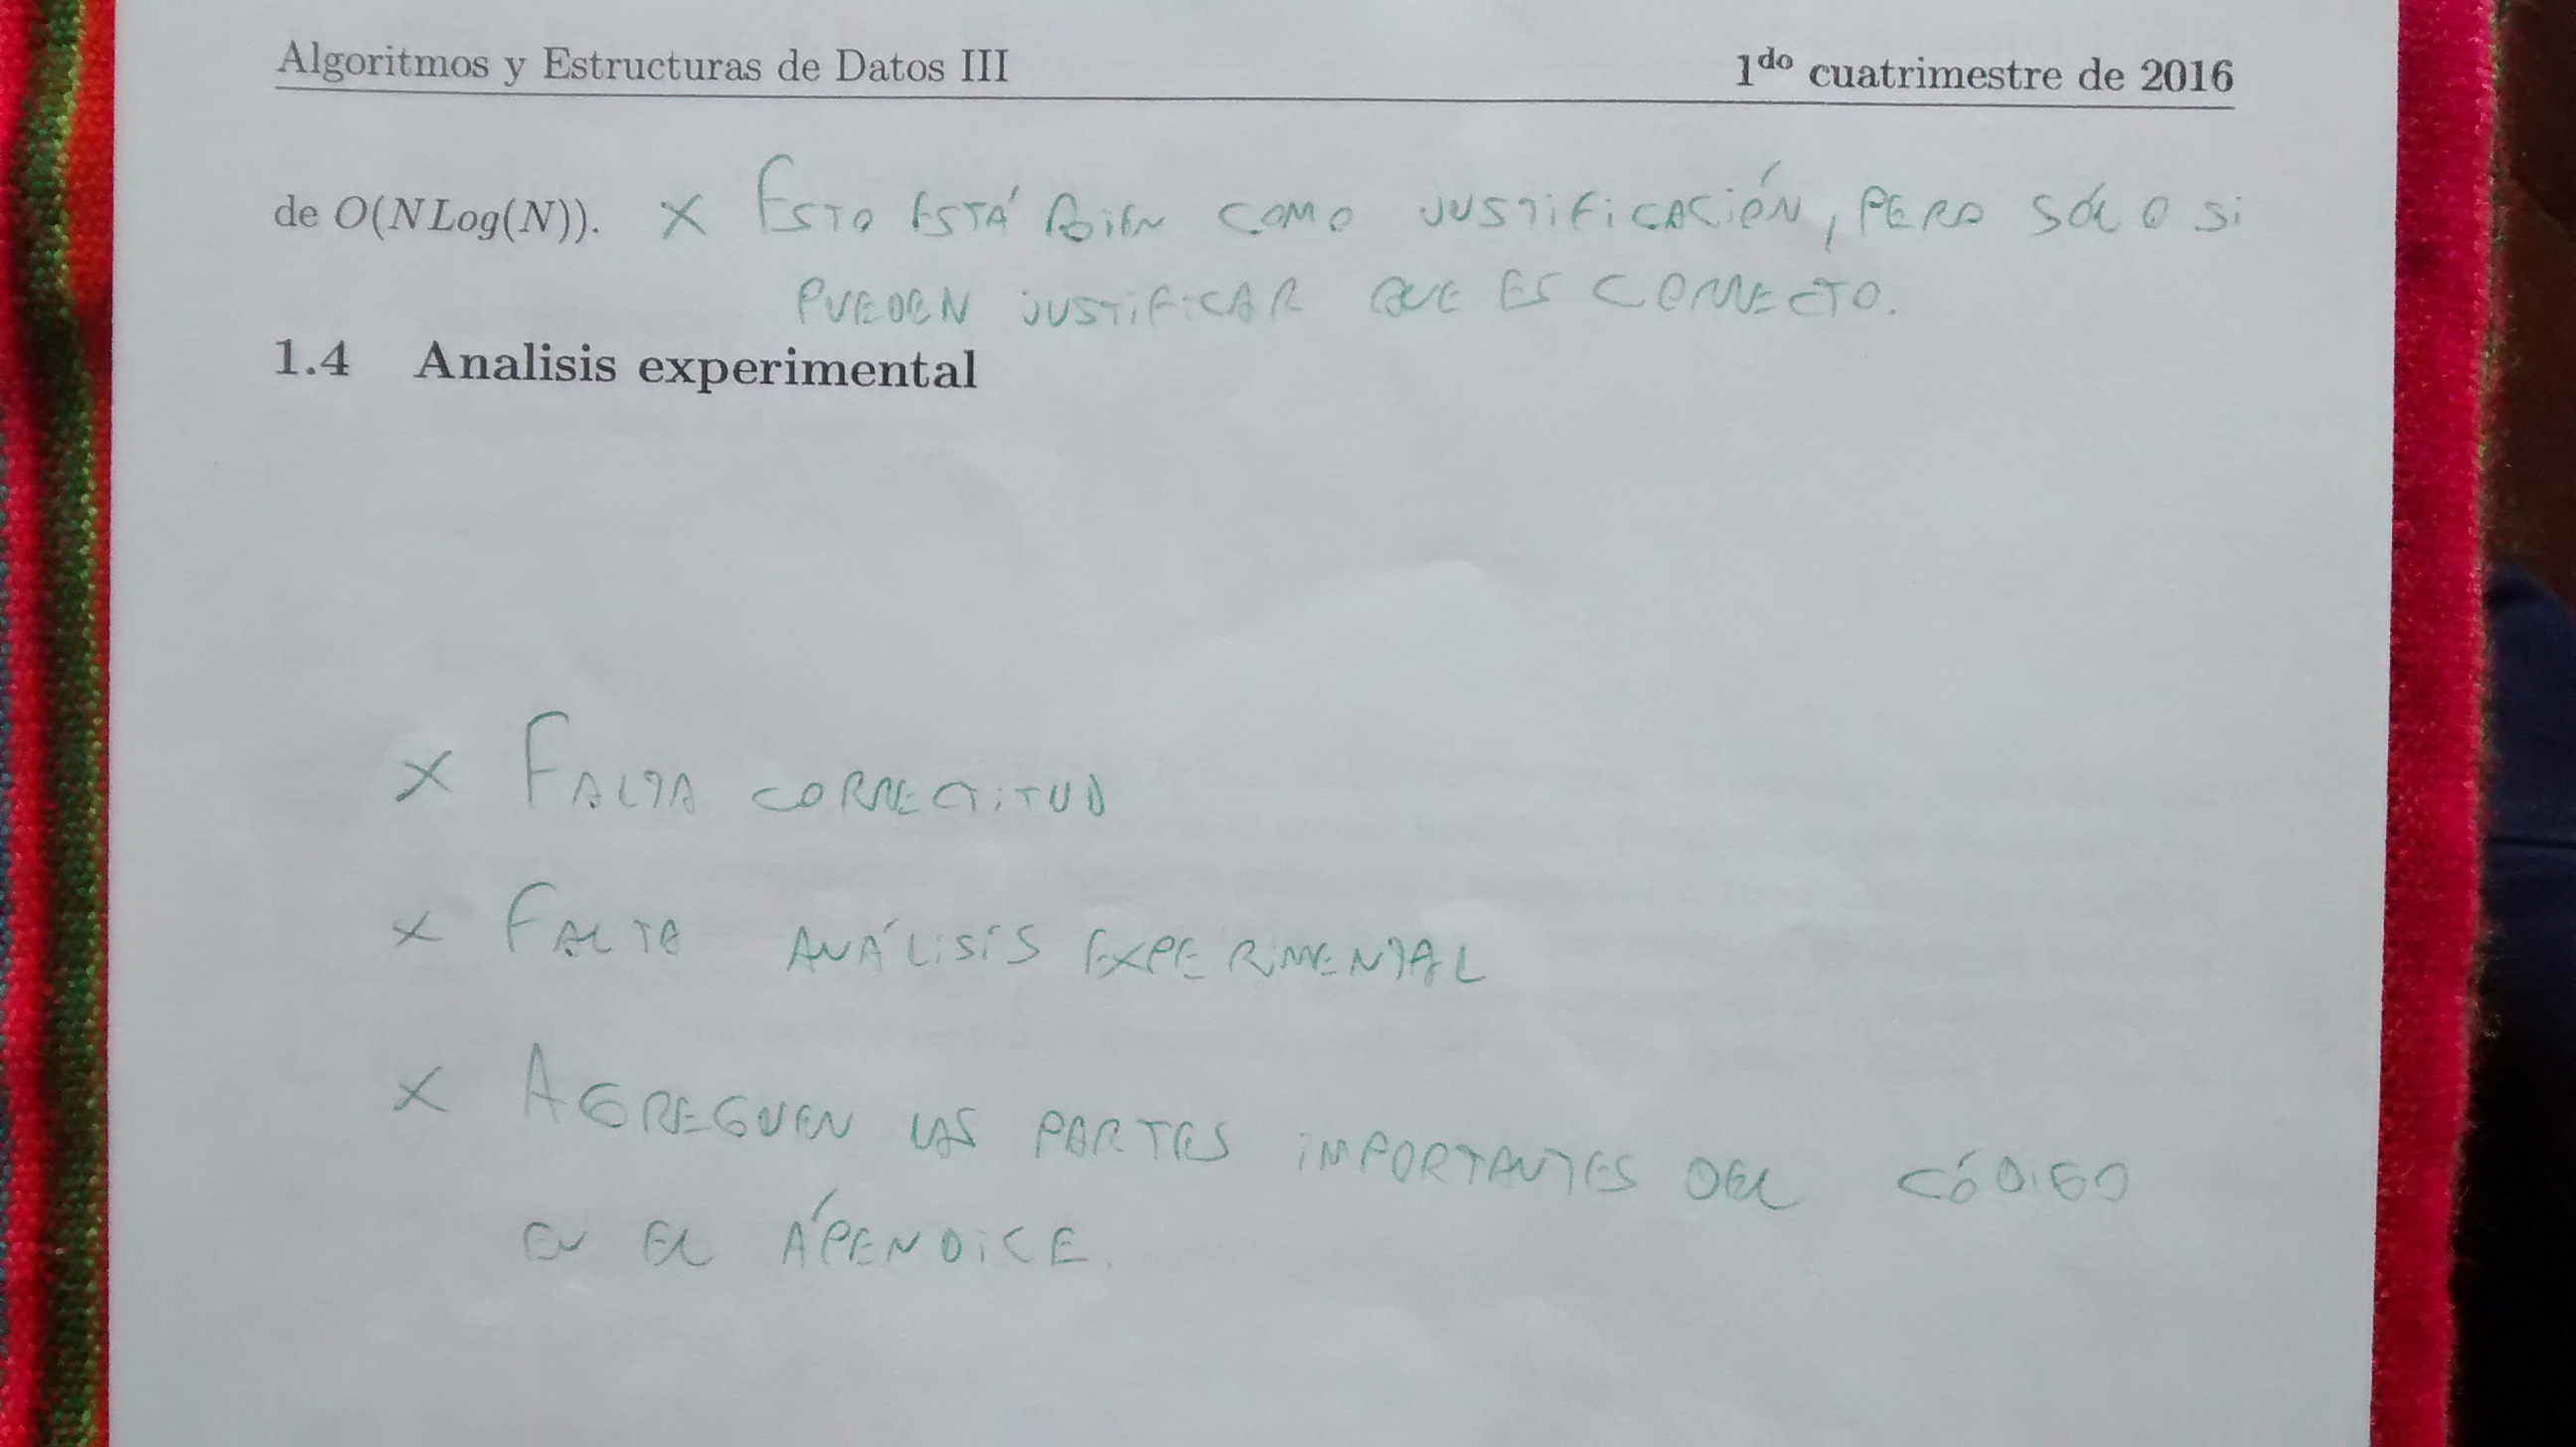 Algoritmos y Estructuras de Datos III 1do cuatrimestre de 2016
de O(NLog(N)). X ESTO ESTÁ BIEN COMO JUSTIFICACIÓN, PERO SÓLO SI
PUEDEN JUSTIFICAR QUE ES CORRECTO.
1.4 Analisis experimental
X FALTA CORRECTITUD
X FALTA ANÁLISIS EXPERIMENTAL
X AGREGUEN LAS PARTES IMPORTANTES DEL CÓDIGO
EN EL ÁPENDICE.